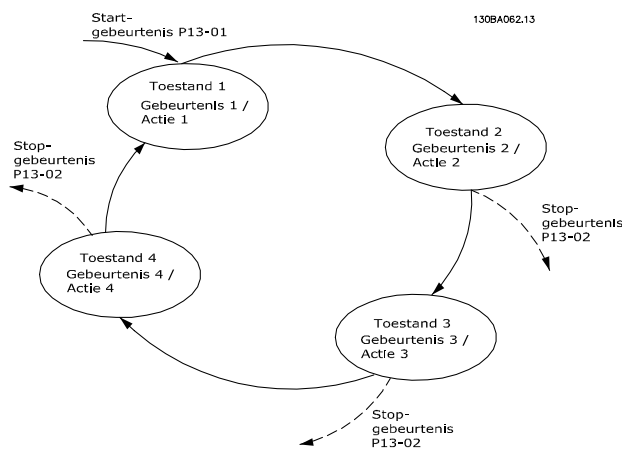 Start-
gebeurtenis P13-01
130BA062.13
Toestand 1
Gebeurtenis 1 /
Actie 1
Toestand 2
Gebeurtenis 2 /
Actie 2
Stop-
gebeurtenis
P13-02
Stop-
gebeurtenis
P13-02
Toestand 4
Gebeurtenis 4 /
Actie 4
Toestand 3
Gebeurtenis 3 /
Actie 3
Stop-
gebeurtenis
P13-02